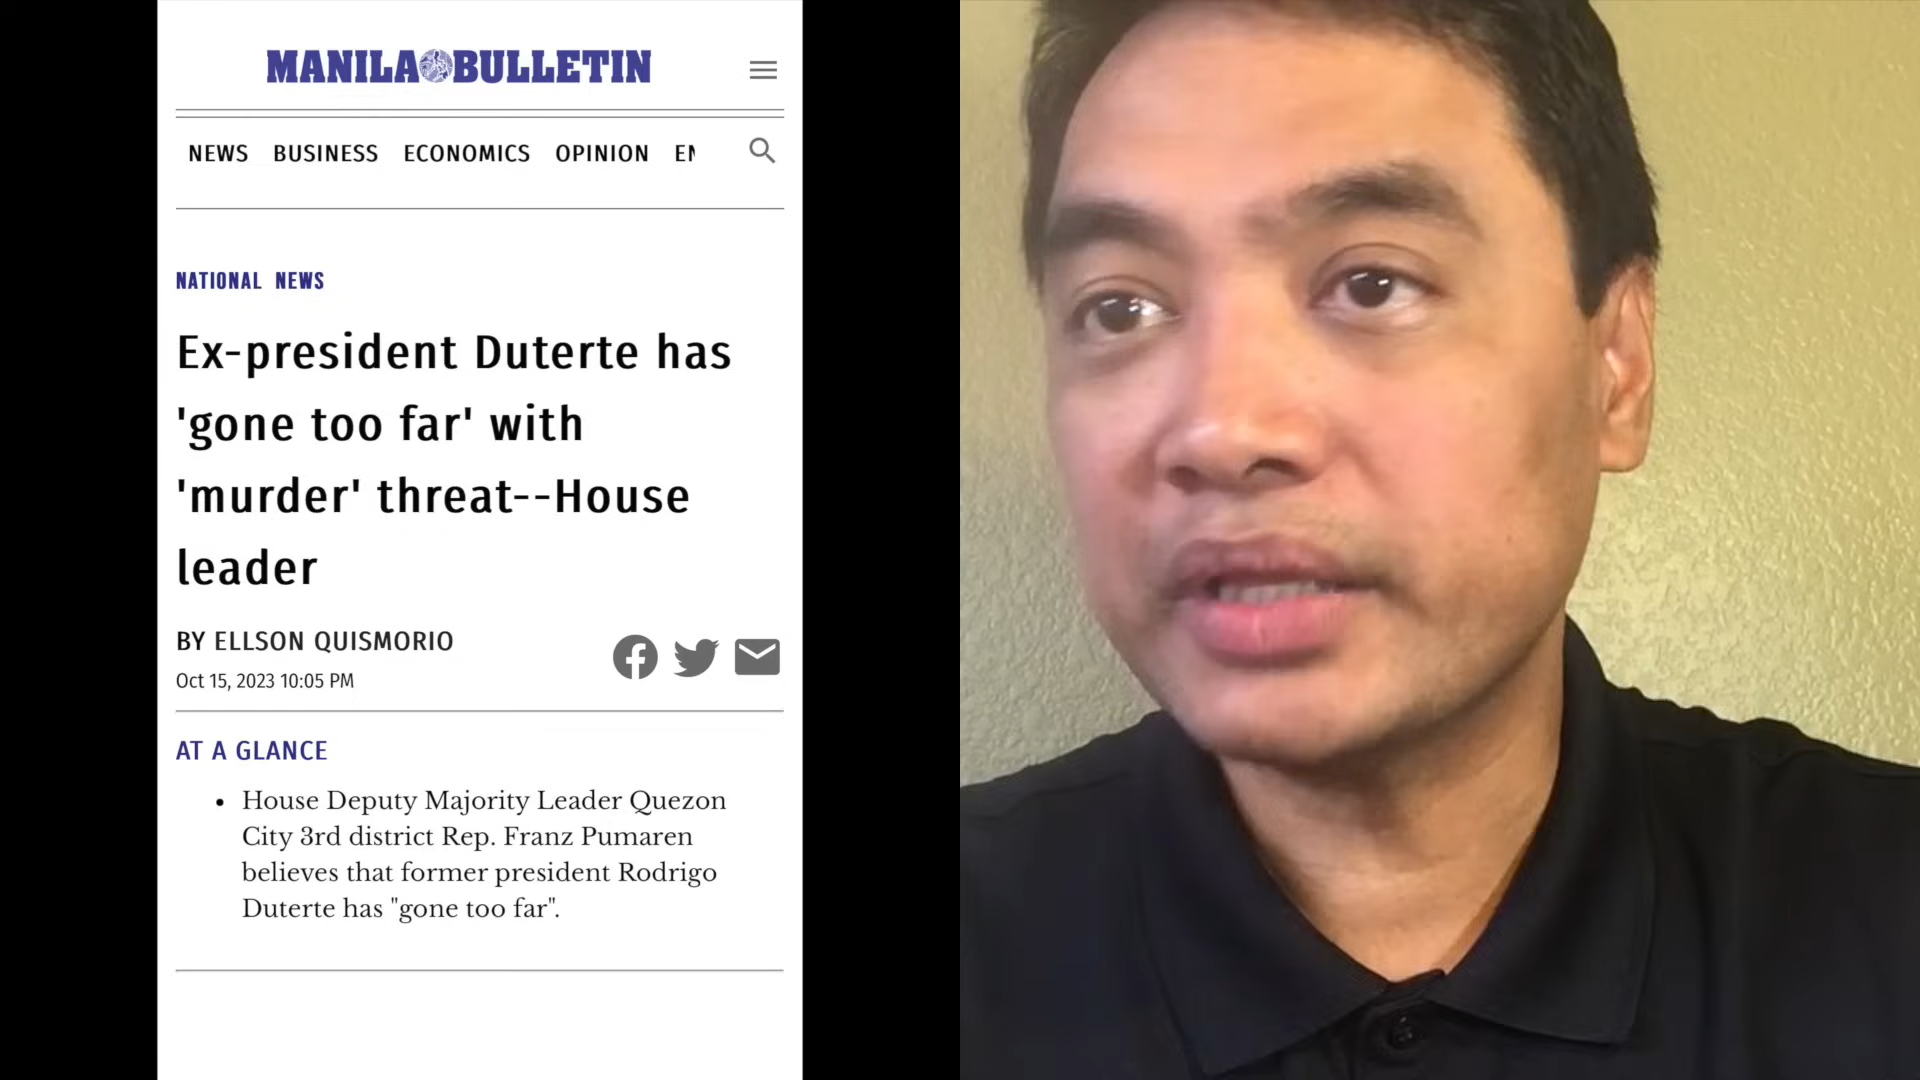 MANILA BULLETIN
NEWS BUSINESS ECONOMICS OPINION EN
NATIONAL NEWS
Ex-president Duterte has
'gone too far' with
'murder' threat--House
leader
BY ELLSON QUISMORIO
Oct 15, 2023 10:05 PM
AT A GLANCE
• House Deputy Majority Leader Quezon
City 3rd district Rep. Franz Pumaren
believes that former president Rodrigo
Duterte has "gone too far".